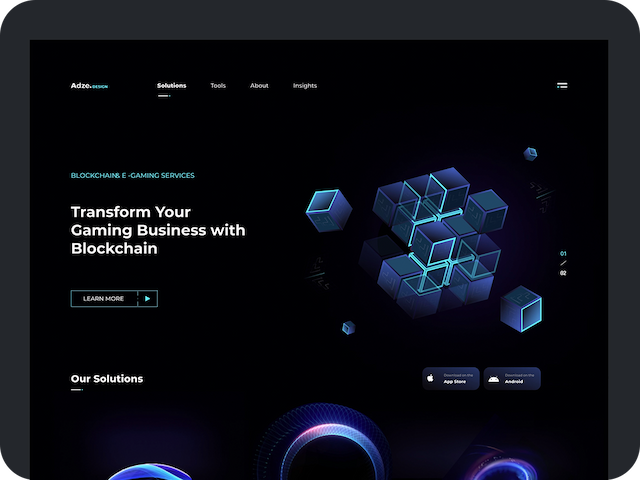 Adze.DESIGN
Solutions Tools About Insights
BLOCKCHAIN& E -GAMING SERVICES
Transform Your
Gaming Business with
Blockchain
LEARN MORE
01
02
Our Solutions
Download on the
App Store
Download on the
Android